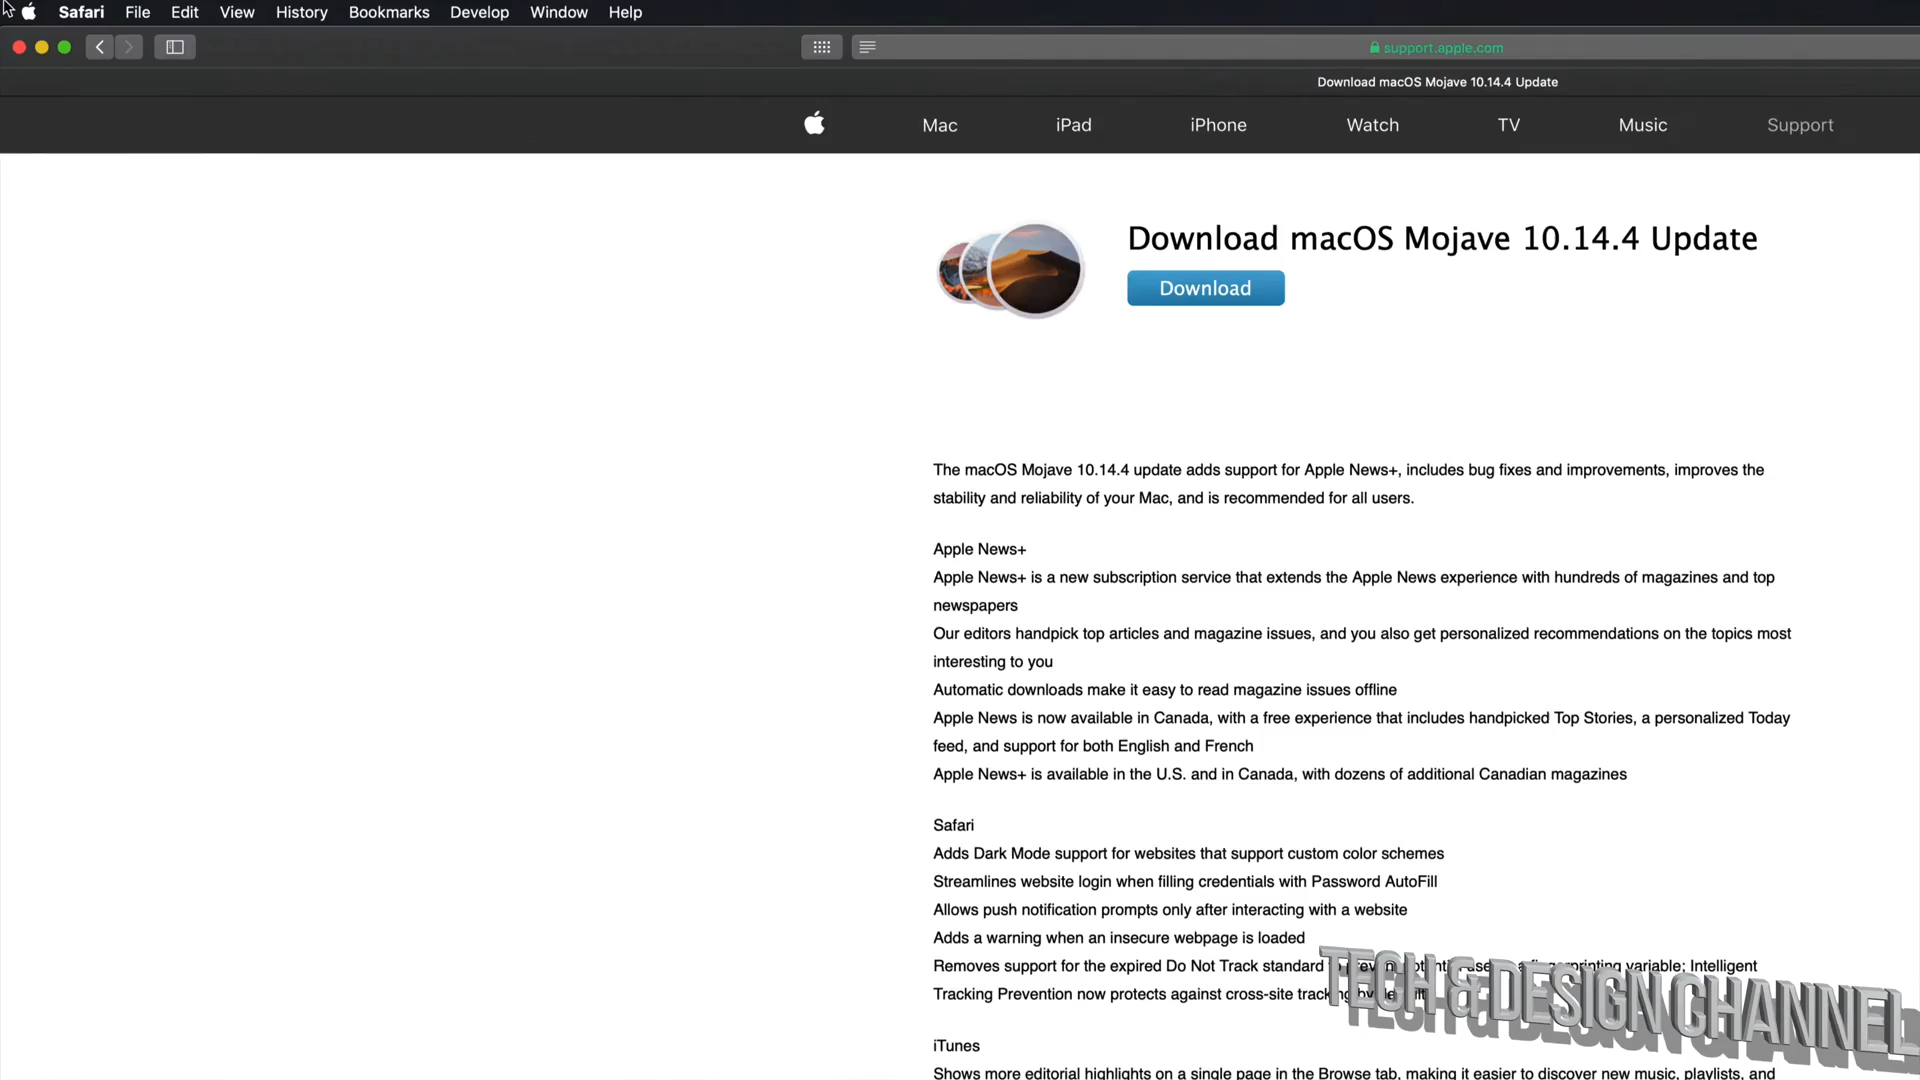 Safari File Edit View History Bookmarks Develop Window Help
support.apple.com
Download macOS Mojave 10.14.4 Update
Mac iPad iPhone Watch TV Music Support
Download macOS Mojave 10.14.4 Update
Download
The macOS Mojave 10.14.4 update adds support for Apple News+, includes bug fixes and improvements, improves the
stability and reliability of your Mac, and is recommended for all users.
Apple News+
Apple News+ is a new subscription service that extends the Apple News experience with hundreds of magazines and top
newspapers
Our editors handpick top articles and magazine issues, and you also get personalized recommendations on the topics most
interesting to you
Automatic downloads make it easy to read magazine issues offline
Apple News is now available in Canada, with a free experience that includes handpicked Top Stories, a personalized Today
feed, and support for both English and French
Apple News+ is available in the U.S. and in Canada, with dozens of additional Canadian magazines
Safari
Adds Dark Mode support for websites that support custom color schemes
Streamlines website login when filling credentials with Password AutoFill
Allows push notification prompts only after interacting with a website
Adds a warning when an insecure webpage is loaded
Removes support for the expired Do Not Track standard fingerprinting variable; Intelligent
Tracking Prevention now protects against cross-site tracking by
TECH & DESIGN CHANNEL
iTunes
Shows more editorial highlights on a single page in the Browse tab, making it easier to discover new music, playlists, and